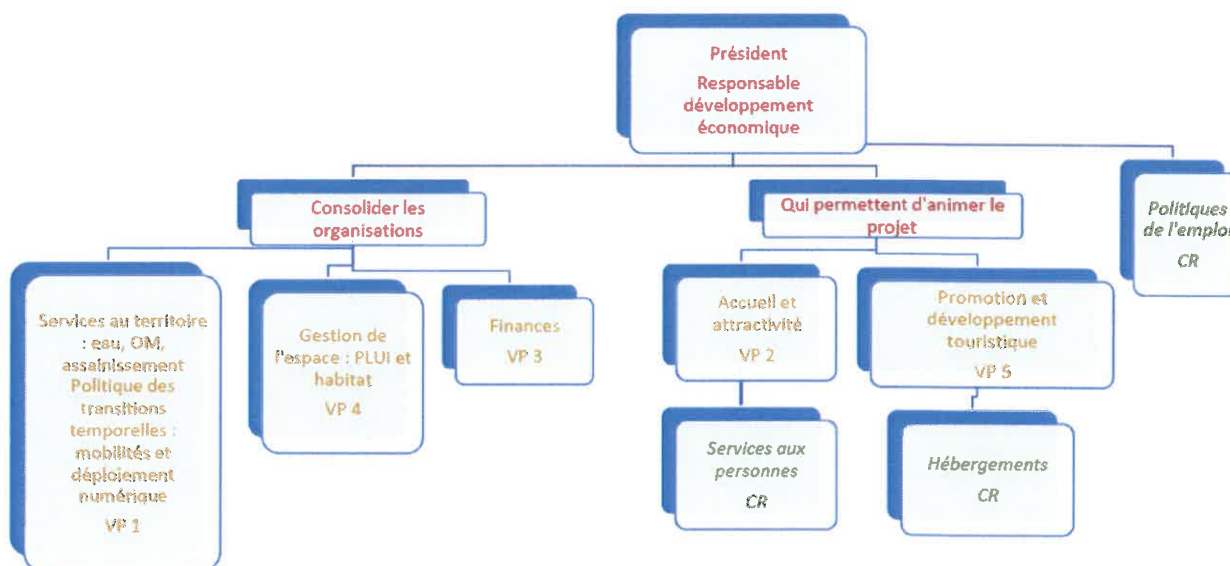 Président
Responsable
développement
économique
Consolider les
organisations
Qui permettent d'animer le
projet
Politiques
de l'emploi
CR
Services au territoire
: eau, OM,
assainissement
Politique des
transitions
temporelles :
mobilités et
déploiement
numérique
VP 1
Gestion de
l'espace : PLUI et
habitat
VP 4
Finances
VP 3
Accueil et
attractivité
VP 2
Promotion et
développement
touristique
VP 5
Services aux
personnes
CR
Hébergements
CR